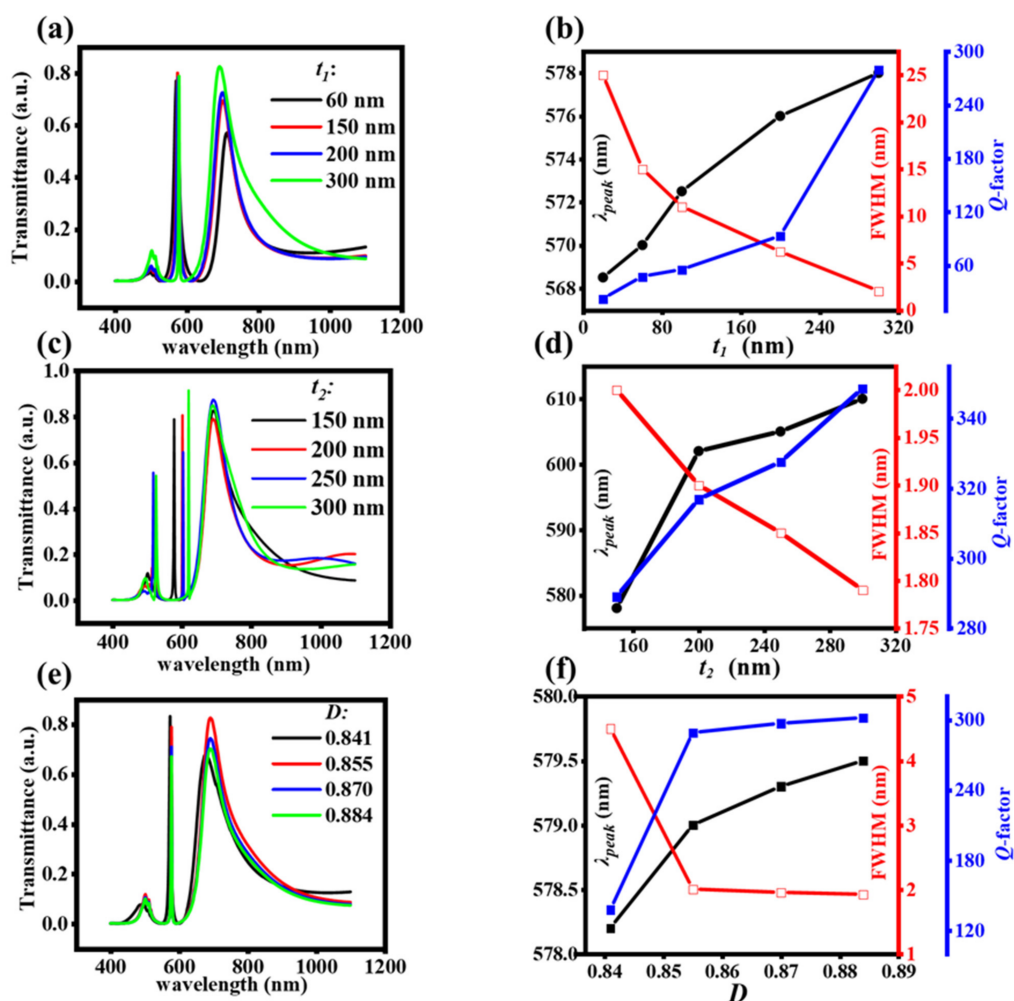 (a)
Transmittance (a.u.)
0.8
0.6
0.4
0.2
0.0
t1:
60 nm
150 nm
200 nm
300 nm
400 600 800 1000 1200
wavelength (nm)
(b)
λpeak (nm)
578
576
574
572
570
568
FWHM (nm)
25
20
15
10
5
0
Q-factor
300
240
180
120
60
0 80 160 240 320
t1 (nm)
(c)
Transmittance (a.u.)
1.0
0.8
0.6
0.4
0.2
0.0
t2:
150 nm
200 nm
250 nm
300 nm
400 600 800 1000 1200
wavelength (nm)
(d)
λpeak (nm)
610
600
590
580
FWHM (nm)
2.00
1.95
1.90
1.85
1.80
1.75
Q-factor
340
320
300
280
160 200 240 280 320
t2 (nm)
(e)
Transmittance (a.u.)
0.8
0.6
0.4
0.2
0.0
D:
0.841
0.855
0.870
0.884
400 600 800 1000 1200
wavelength (nm)
(f)
λpeak (nm)
580.0
579.5
579.0
578.5
578.0
FWHM (nm)
5
4
3
2
1
Q-factor
300
240
180
120
0.84 0.85 0.86 0.87 0.88 0.89
D